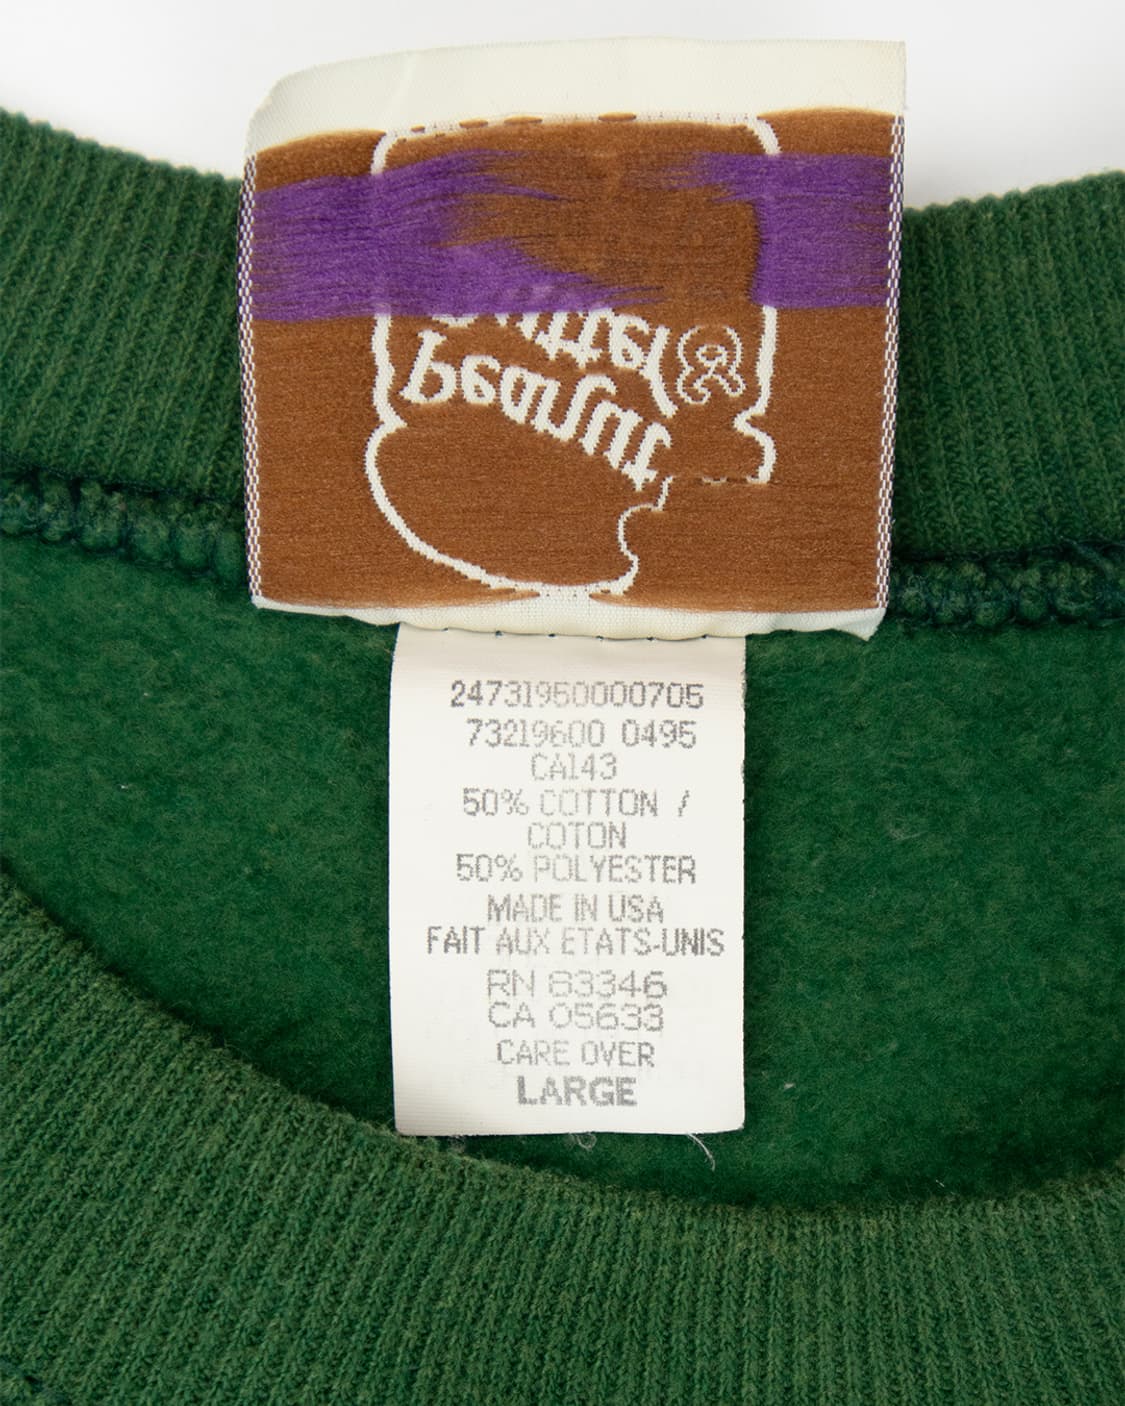 24731950000705
73219600 0495
CA143
50% COTTON /
COTON
50% POLYESTER
MADE IN USA
FAIT AUX ETATS-UNIS
RN 63346
CA 05633
CARE OVER
LARGE